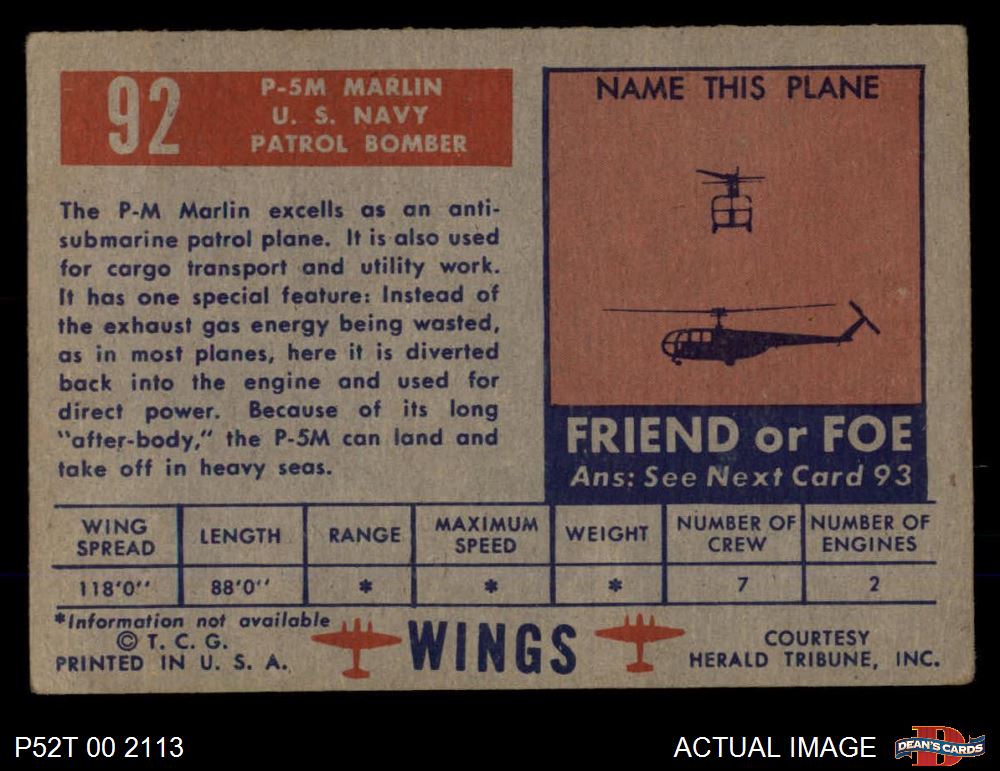 92
P-5M MARLIN
U. S. NAVY
PATROL BOMBER
The P-M Marlin excells as an anti-
submarine patrol plane. It is also used
for cargo transport and utility work.
It has one special feature: Instead of
the exhaust gas energy being wasted,
as in most planes, here it is diverted
back into the engine and used for
direct power. Because of its long
"after-body," the P-5M can land and
take off in heavy seas.
NAME THIS PLANE
FRIEND or FOE
Ans: See Next Card 93
WING SPREAD LENGTH RANGE MAXIMUM SPEED WEIGHT NUMBER OF CREW NUMBER OF ENGINES
118'0'' 88'0'' * * * 7 2
*Information not available
© T. C. G.
PRINTED IN U. S. A.
WINGS
COURTESY
HERALD TRIBUNE, INC.
P52T 00 2113
ACTUAL IMAGE
D
DEAN'S CARDS